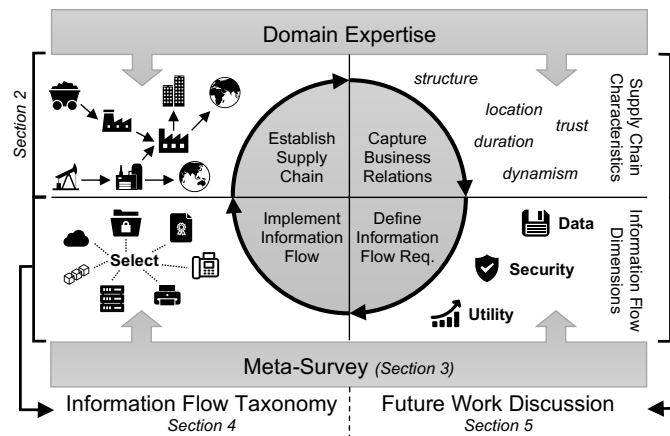 Domain Expertise
Section 2
structure
location
trust
duration
dynamism
Supply Chain
Characteristics
Establish
Supply
Chain
Capture
Business
Relations
Implement
Information
Flow
Define
Information
Flow Req.
Select
Data
Security
Utility
Information Flow
Dimensions
Meta-Survey (Section 3)
Information Flow Taxonomy
Section 4
Future Work Discussion
Section 5